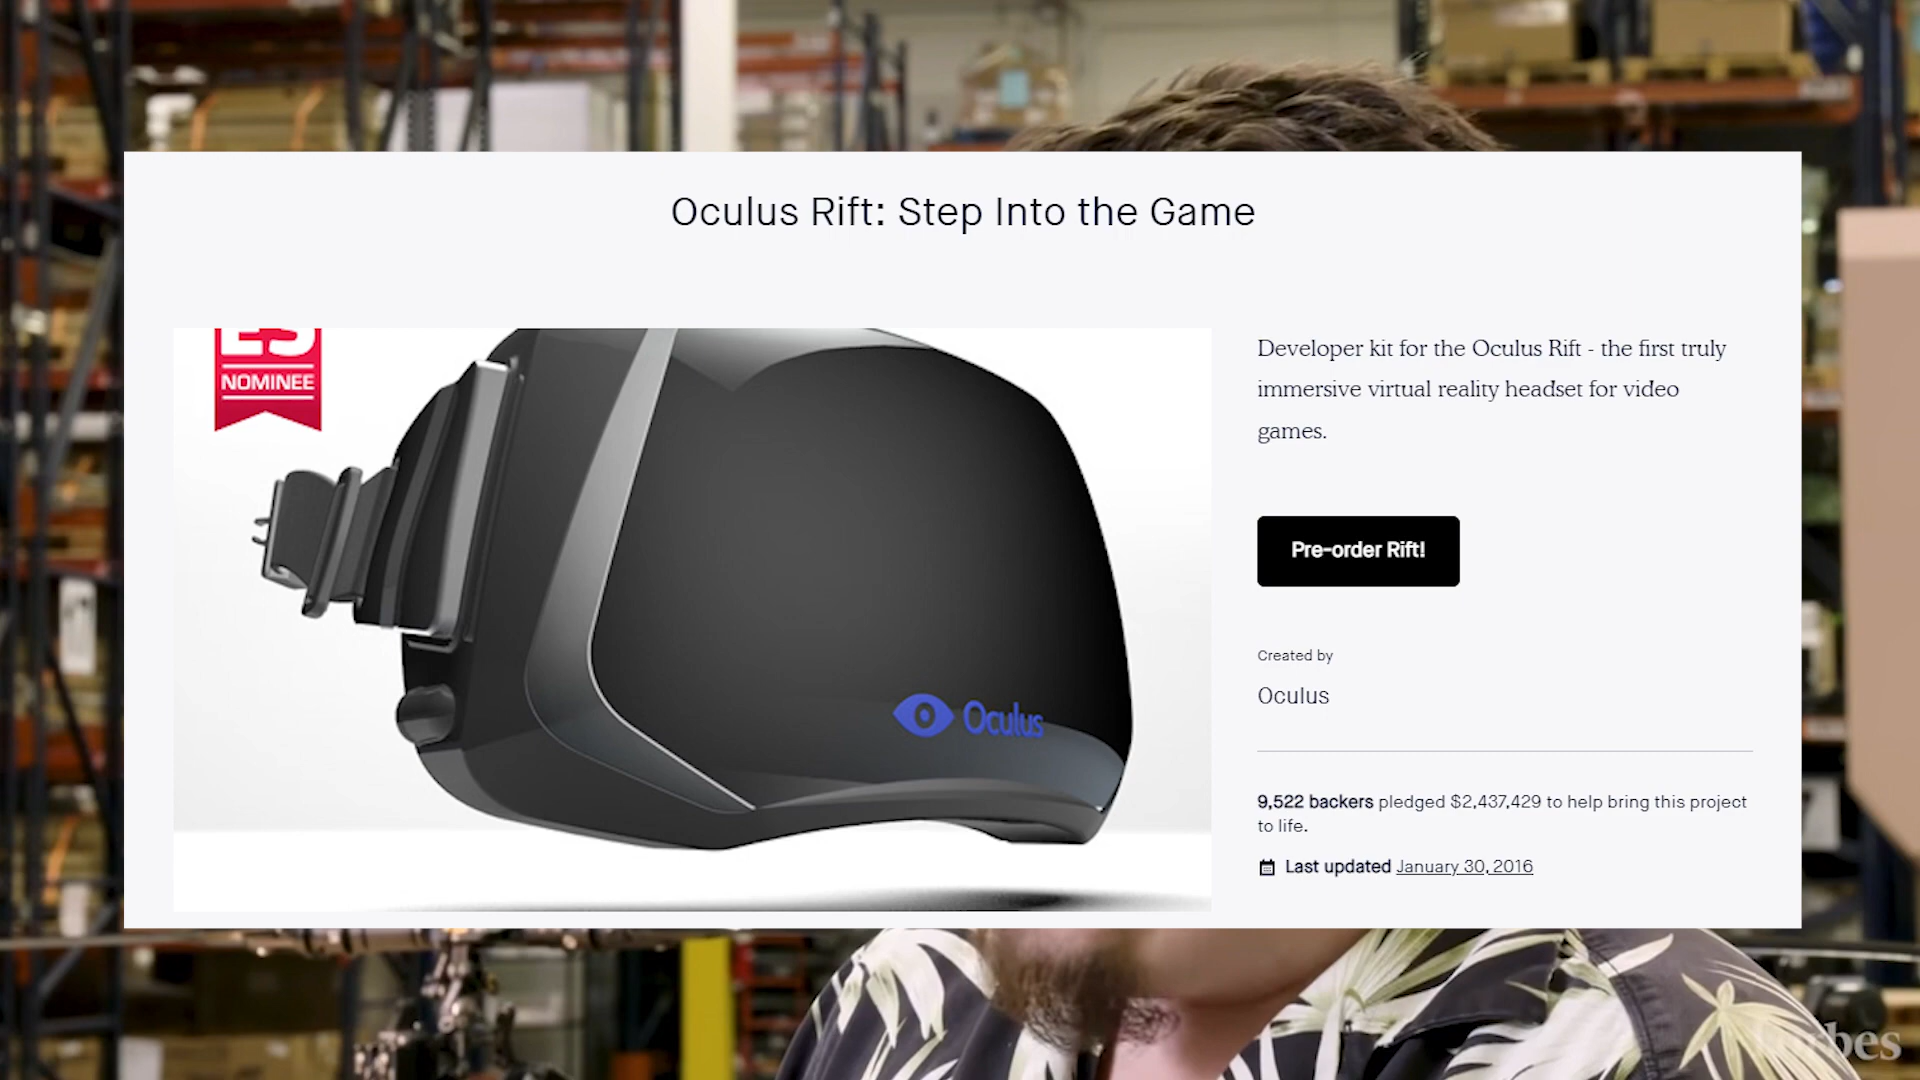 Oculus Rift: Step Into the Game
E3
NOMINEE
Developer kit for the Oculus Rift - the first truly
immersive virtual reality headset for video
games.
Pre-order Rift!
Oculus
Created by
Oculus
9,522 backers pledged $2,437,429 to help bring this project
to life.
Last updated January 30, 2016
Forbes